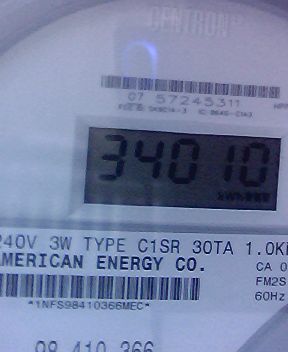 CENTRON
07 57245311
34010
240V 3W TYPE C1SR 30TA 1.0K
AMERICAN ENERGY CO.
CA 0
FM2S
60Hz
*1NFS98410366MEC*
98 410 366